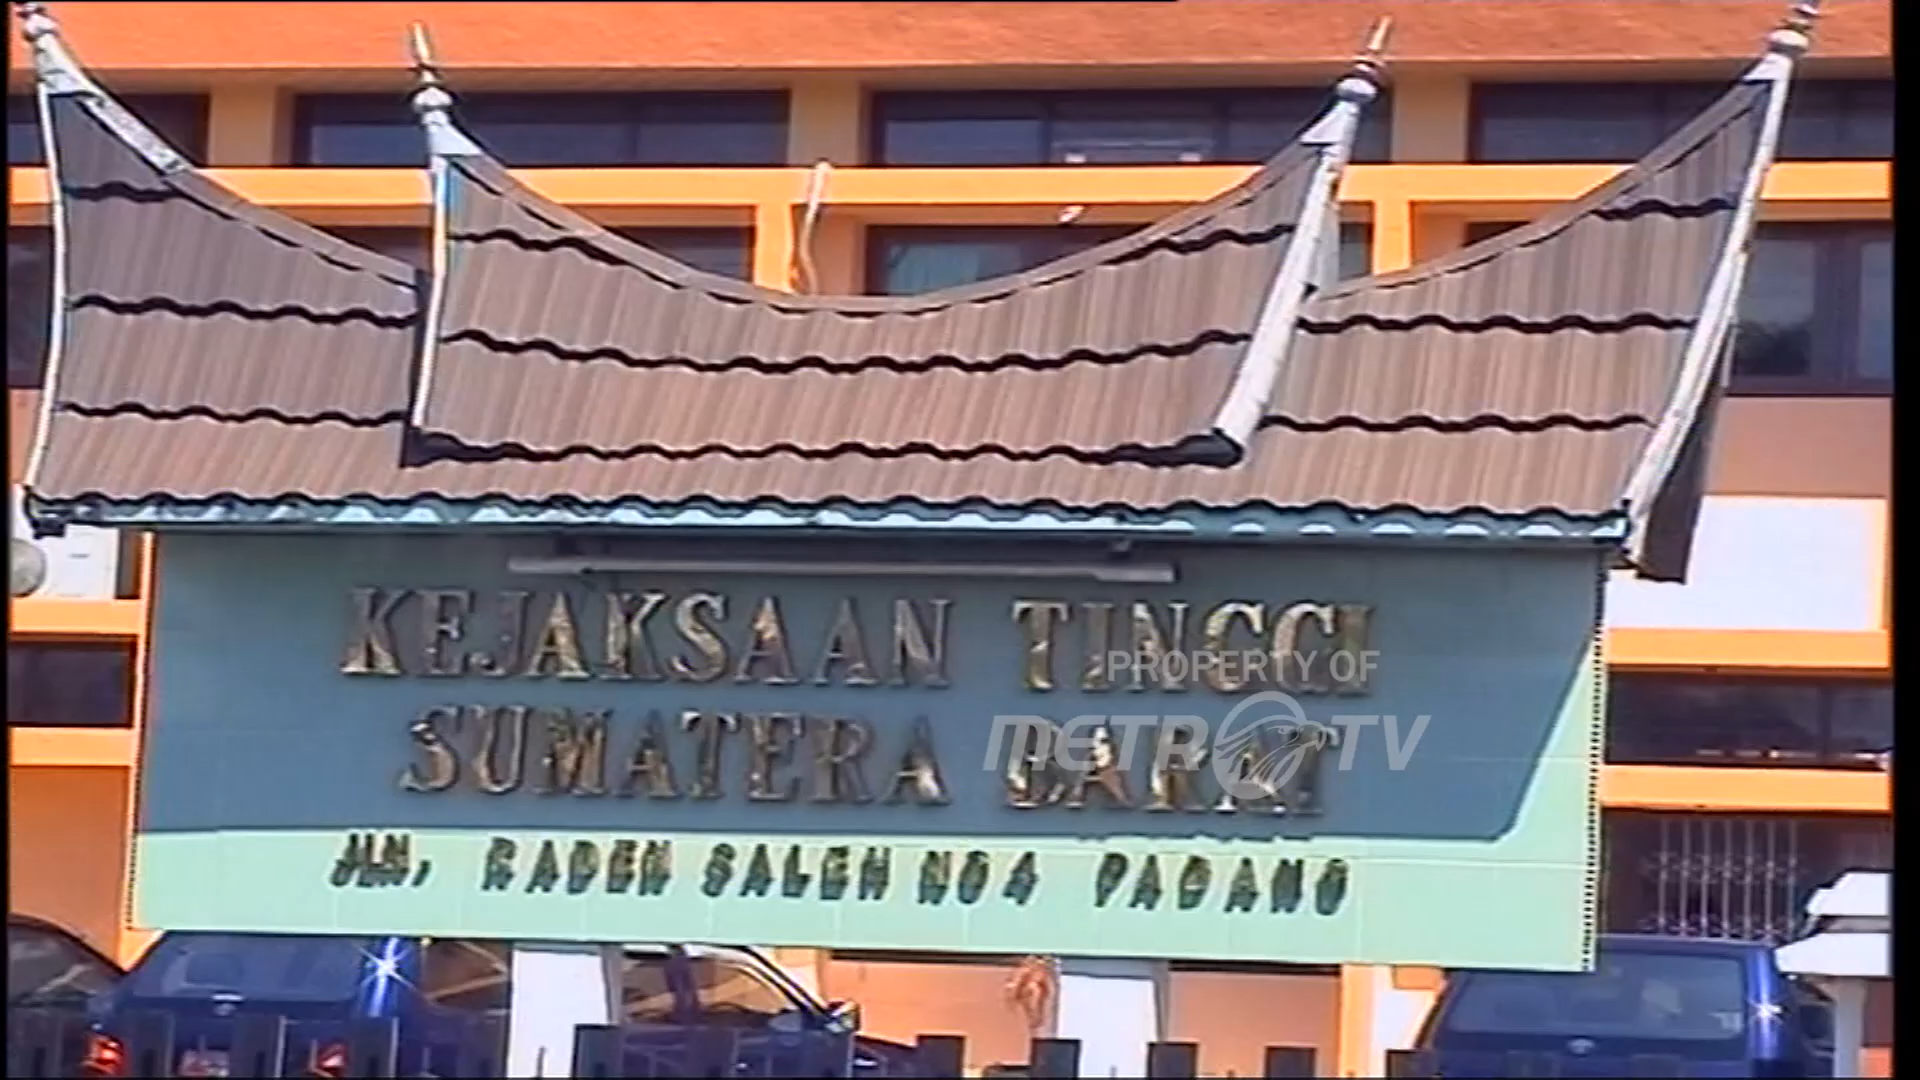 KEJAKSAAN TINGGI
SUMATERA BARAT
JLN. RADEN SALEH NO4 PADANG
PROPERTY OF
METRO TV